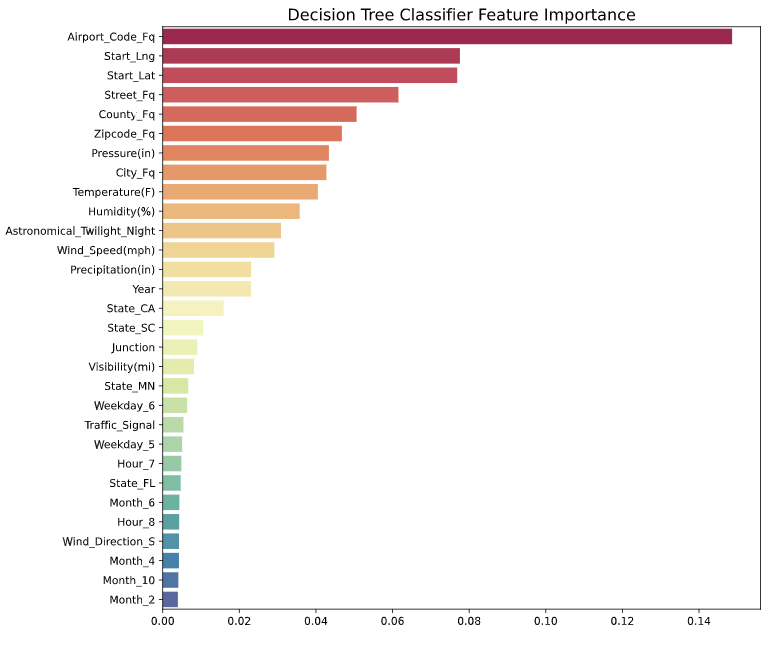 Decision Tree Classifier Feature Importance
Airport_Code_Fq
Start_Lng
Start_Lat
Street_Fq
County_Fq
Zipcode_Fq
Pressure(in)
City_Fq
Temperature(F)
Humidity(%)
Astronomical_Twilight_Night
Wind_Speed(mph)
Precipitation(in)
Year
State_CA
State_SC
Junction
Visibility(mi)
State_MN
Weekday_6
Traffic_Signal
Weekday_5
Hour_7
State_FL
Month_6
Hour_8
Wind_Direction_S
Month_4
Month_10
Month_2
0.00 0.02 0.04 0.06 0.08 0.10 0.12 0.14